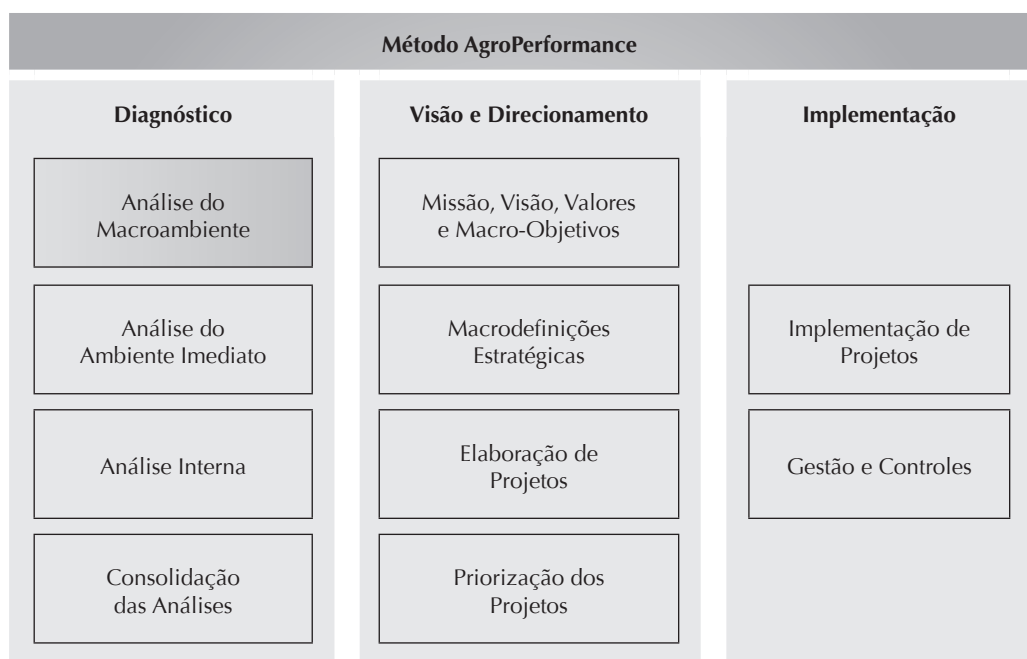 Método AgroPerformance
Diagnóstico
Análise do
Macroambiente
Análise do
Ambiente Imediato
Análise Interna
Consolidação
das Análises
Visão e Direcionamento
Missão, Visão, Valores
e Macro-Objetivos
Macrodefinições
Estratégicas
Elaboração de
Projetos
Priorização dos
Projetos
Implementação
Implementação de
Projetos
Gestão e Controles